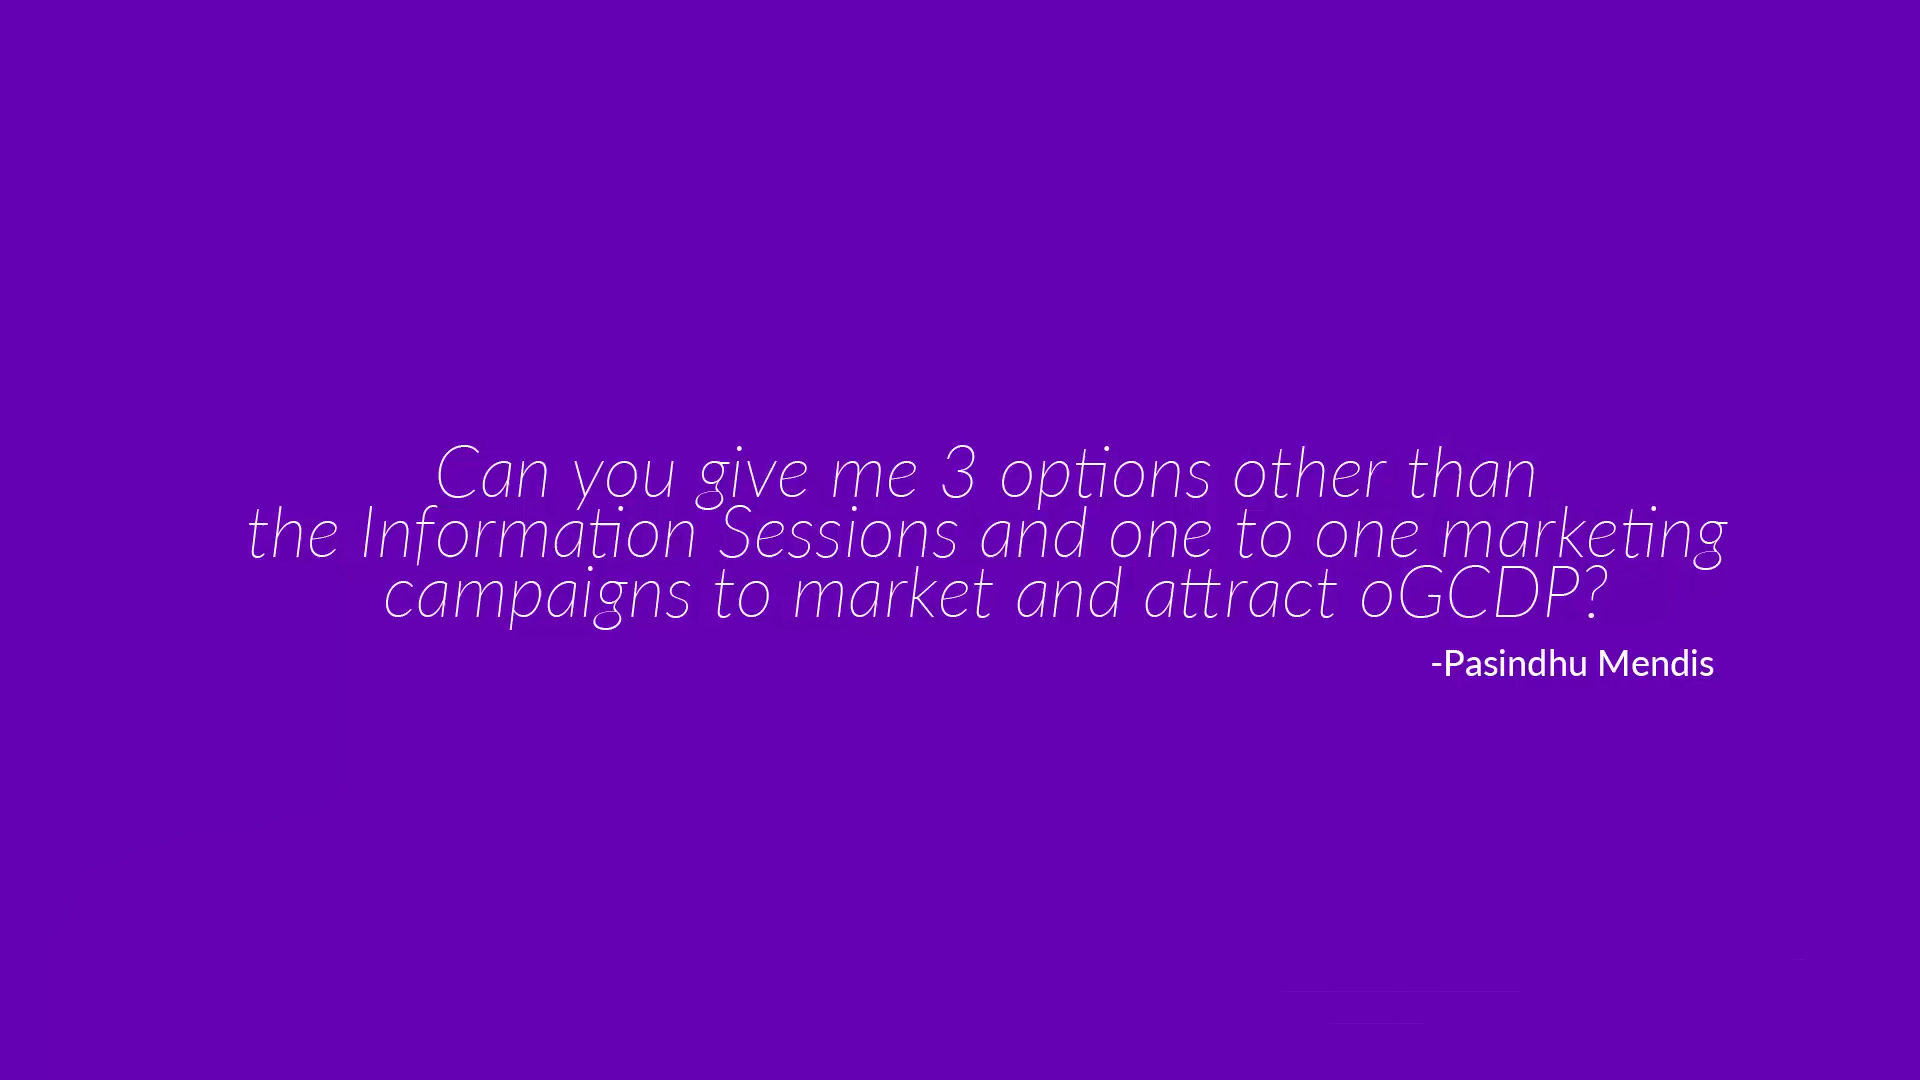 Can you give me 3 options other than
the Information Sessions and one to one marketing
campaigns to market and attract oGCDP?
-Pasindhu Mendis